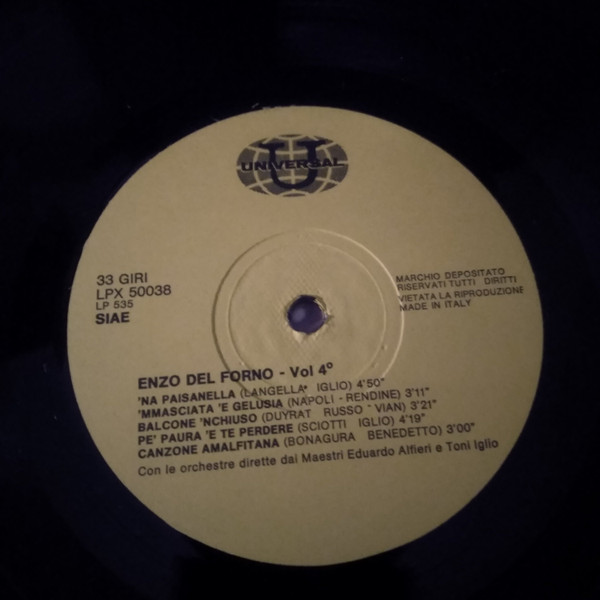 U
UNIVERSAL
33 GIRI
LPX 50038
LP 535
SIAE
MARCHIO DEPOSITATO
RISERVATI TUTTI DIRITTI
VIETATA LA RIPRODUZIONE
MADE IN ITALY
ENZO DEL FORNO - Vol 4°
'NA PAISANELLA (LANGELLA IGLIO) 4'50"
'MMASCIATA 'E GELUSIA (NAPOLI - RENDINE) 3'11"
BALCONE 'NCHIUSO (DUYRAT RUSSO - VIAN) 3'21"
PE' PAURA 'E TE PERDERE (SCIOTTI IGLIO) 4'19"
CANZONE AMALFITANA (BONAGURA BENEDETTO) 3'00"
Con le orchestre dirette dai Maestri Eduardo Alfieri e Toni Iglio